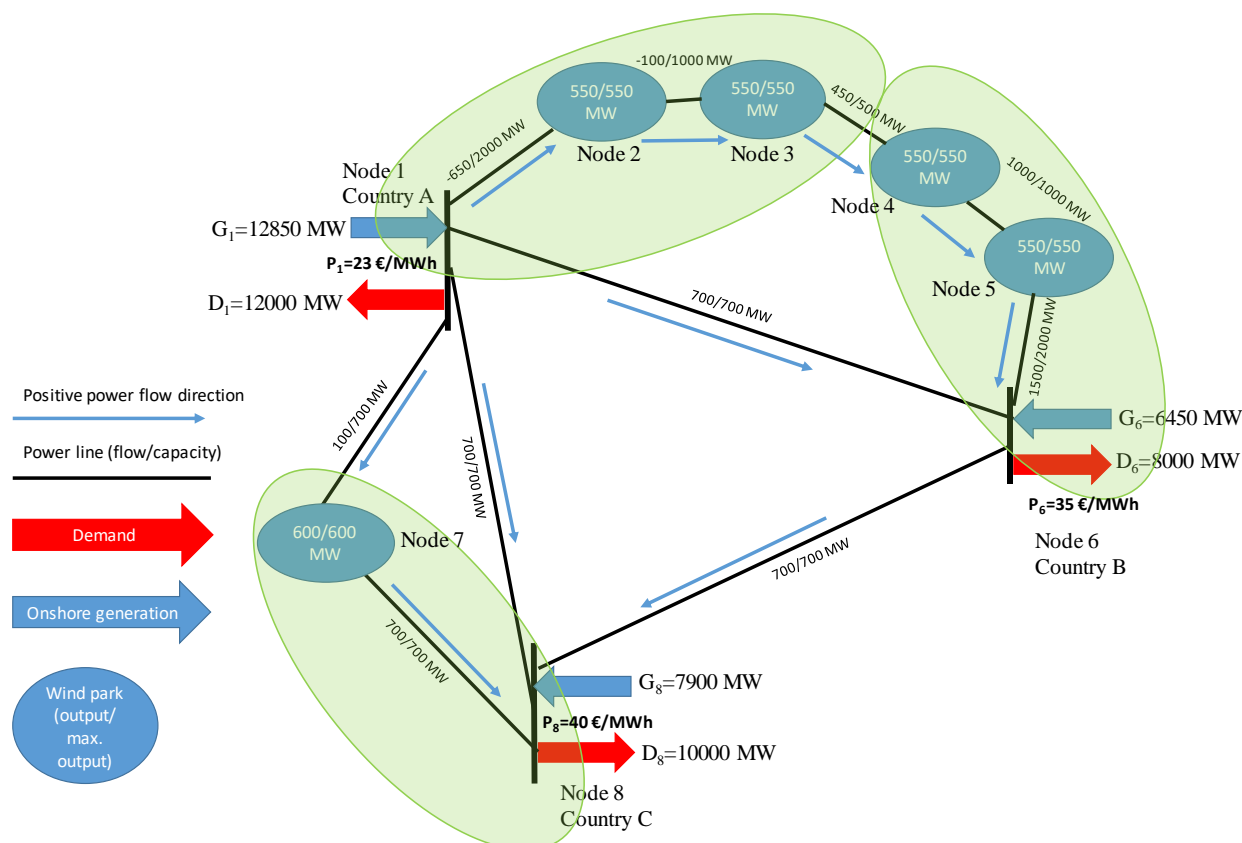 550/550
MW
-100/1000 MW
550/550
MW
450/500MW
-650/2000 MW
Node 2
Node 3
550/550
MW
1000/1000MW
Node 1
Country A
Node 4
G1=12850 MW
550/550
MW
P1=23 €/MWh
Node 5
D1=12000 MW
700/700 MW
1500/2000 MW
Positive power flow direction
100/700 MW
Power line (flow/capacity)
700/700 MW
G6=6450 MW
D6=8000 MW
P6=35 €/MWh
Demand
600/600
MW
Node 7
Node 6
Country B
700/700 MW
Onshore generation
700/700 MW
Wind park
(output/
max.
output)
G8=7900 MW
P8=40 €/MWh
D8=10000 MW
Node 8
Country C